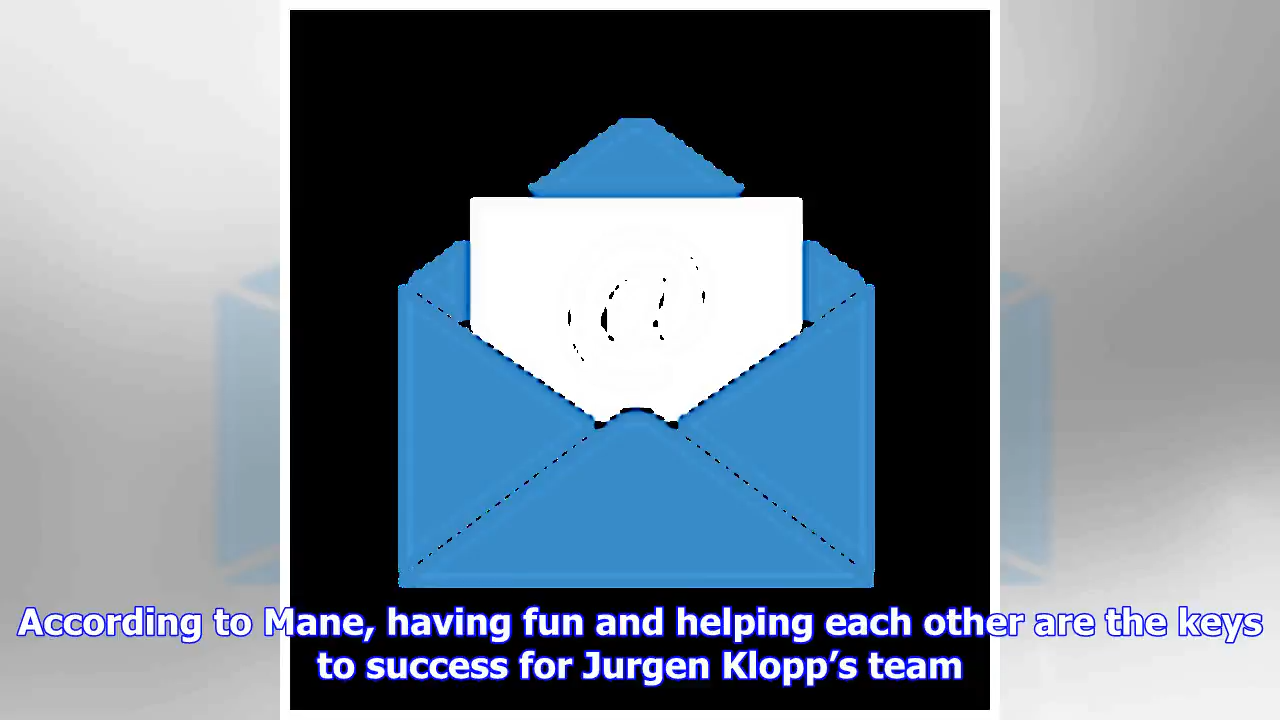 According to Mane, having fun and helping each other are the keys
to success for Jurgen Klopp’s team